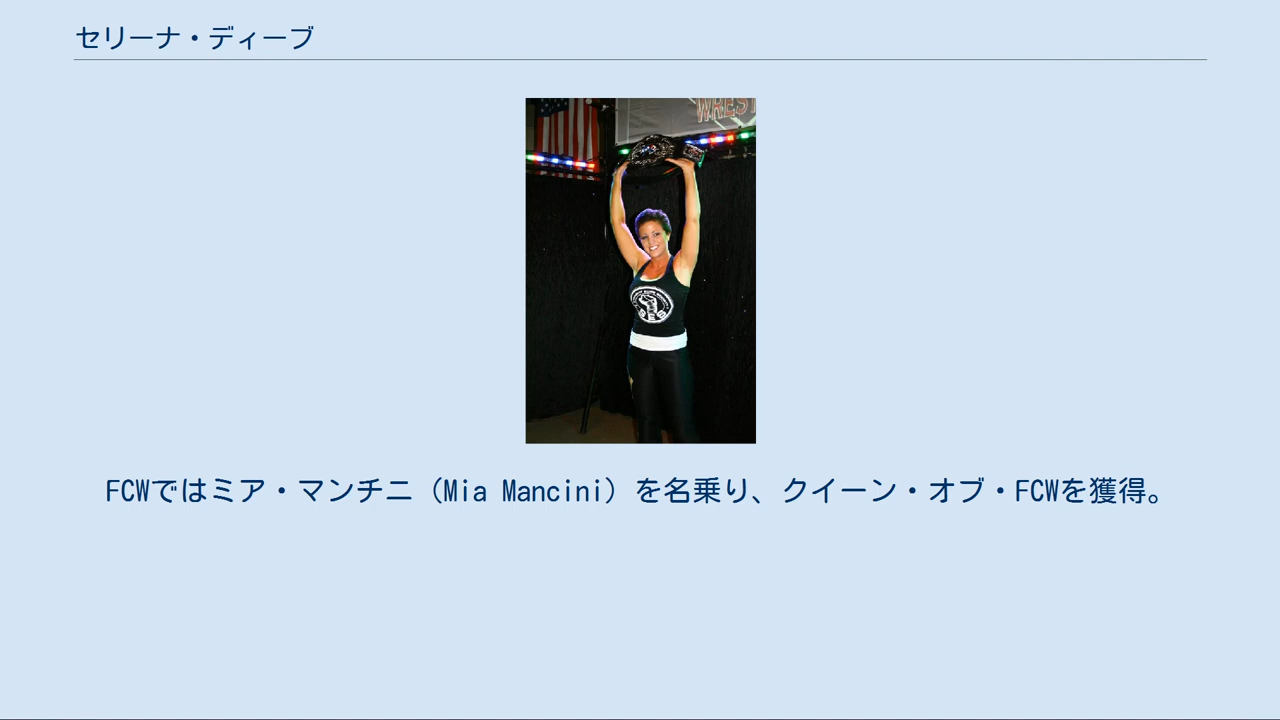 セリーナ・ディーブ
WREST
FCWではミア・マンチニ（Mia Mancini）を名乗り、クイーン・オブ・FCWを獲得。